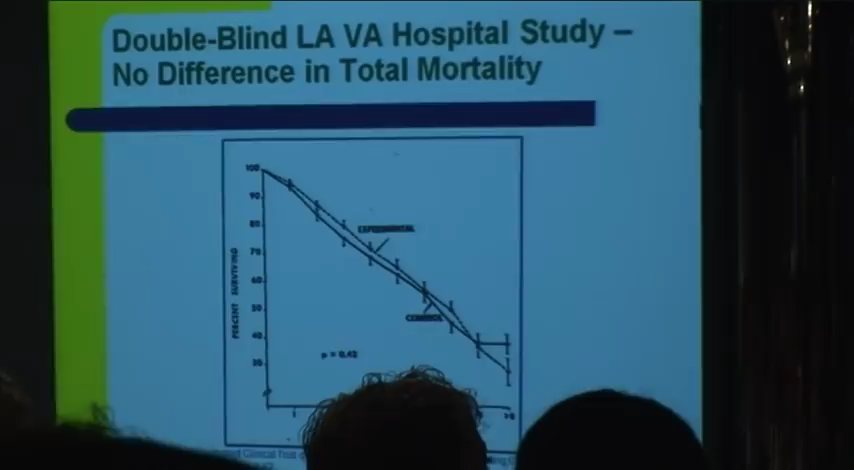 Double-Blind LA VA Hospital Study –
No Difference in Total Mortality
100
90
80
70
60
50
40
30
PERCENT SURVIVING
EXPERIMENTAL
CONTROL
p = 0.42